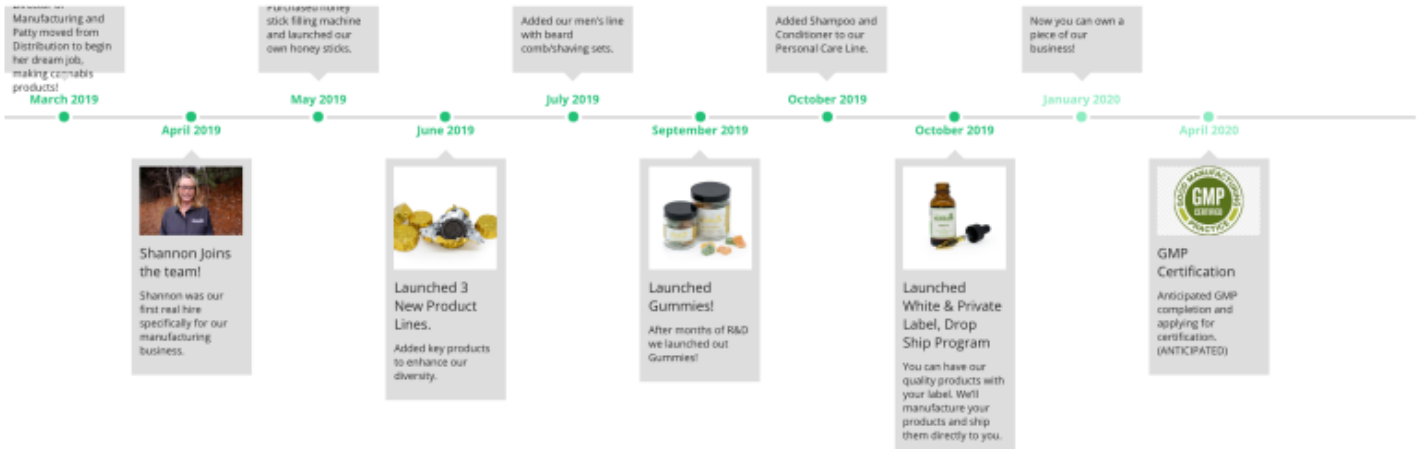 Manufacturing and
Patty moved from
Distribution to begin
her dream job,
making cannabis
products!
March 2019
Purchased honey
stick filling machine
and launched our
own honey sticks.
May 2019
Added our men's line
with beard
comb/shaving sets.
July 2019
Added Shampoo and
Conditioner to our
Personal Care Line.
October 2019
Now you can own a
piece of our
business!
January 2020
April 2019
Shannon Joins
the team!
Shannon was our
first real hire
specifically for our
manufacturing
business.
June 2019
Launched 3
New Product
Lines.
Added key products
to enhance our
diversity.
September 2019
Launched
Gummies!
After months of R&D
we launched out
Gummies!
October 2019
Launched
White & Private
Label, Drop
Ship Program
You can have our
quality products with
your label. We'll
manufacture your
products and ship
them directly to you.
April 2020
GOOD MANUFACTURING
GMP
CERTIFIED
PRACTICE
GMP
Certification
Anticipated GMP
completion and
applying for
certification.
(ANTICIPATED)